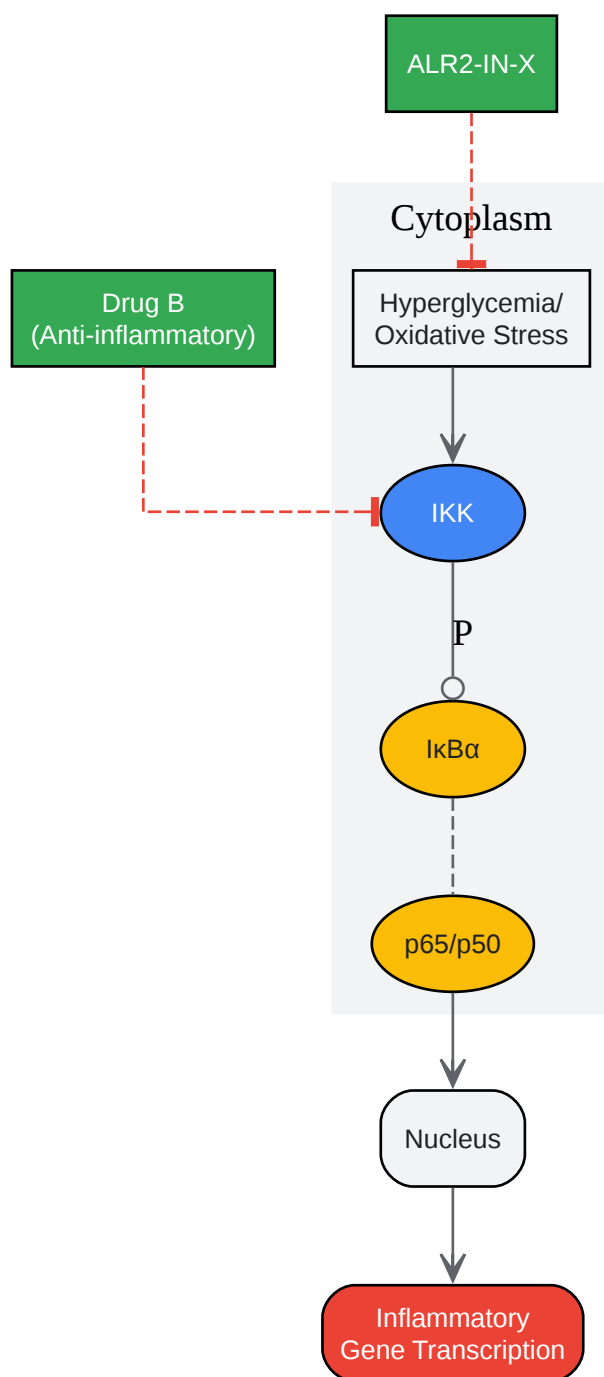 ALR2-IN-X
Cytoplasm
Drug B
(Anti-inflammatory)
Hyperglycemia/
Oxidative Stress
IKK
P
IκBα
p65/p50
Nucleus
Inflammatory
Gene Transcription